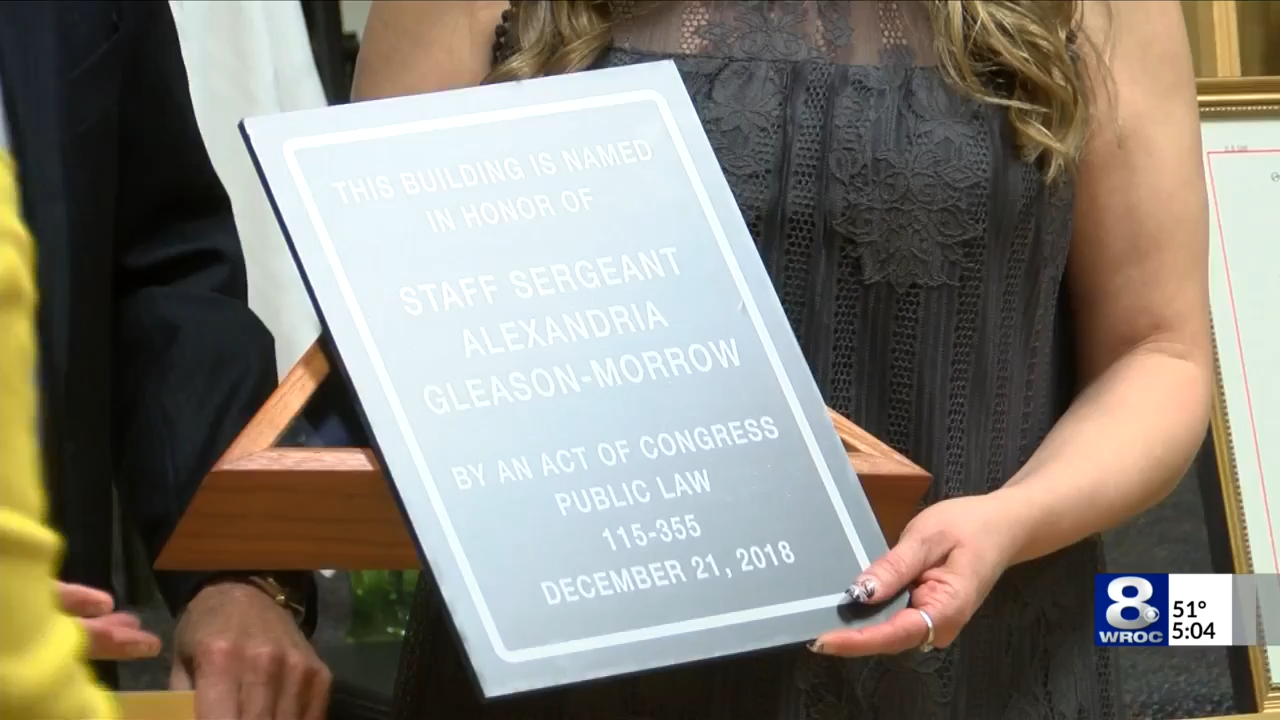 THIS BUILDING IS NAMED
IN HONOR OF
STAFF SERGEANT
ALEXANDRIA
GLEASON-MORROW
BY AN ACT OF CONGRESS
PUBLIC LAW
115-355
DECEMBER 21, 2018
8
WROC
51°
5:04